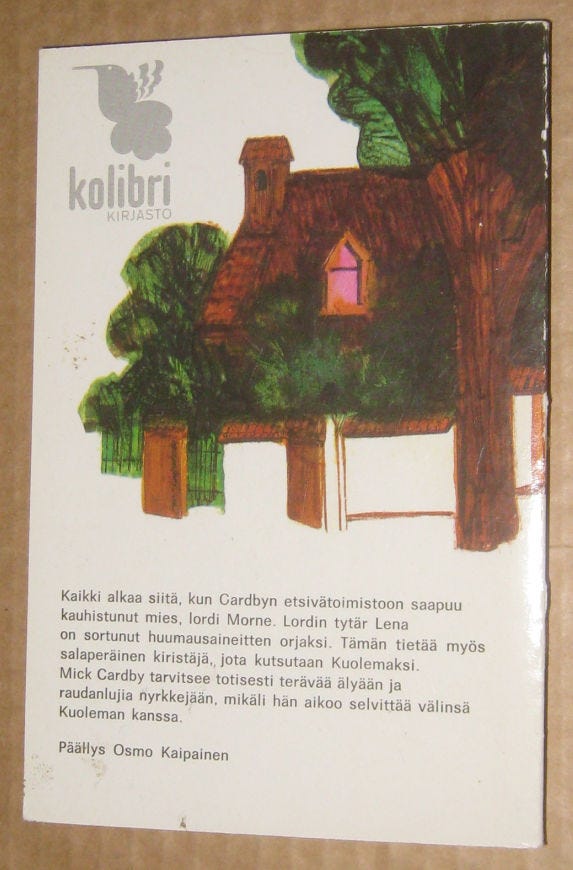 kolibri
KIRJASTO
Kaikki alkaa siitä, kun Cardbyn etsivätoimistoon saapuu
kauhistunut mies, lordi Morne. Lordin tytär Lena
on sortunut huumausaineitten orjaksi. Tämän tietää myös
salaperäinen kiristäjä, jota kutsutaan Kuolemaksi.
Mick Cardby tarvitsee totisesti terävää älyään ja
raudanlujia nyrkkejään, mikäli hän aikoo selvittää välinsä
Kuoleman kanssa.
Päällys Osmo Kaipainen